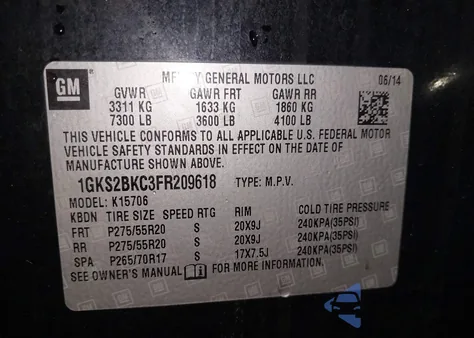 GM
MFD BY GENERAL MOTORS LLC 06/14
GVWR GAWR FRT GAWR RR
3311 KG 1633 KG 1860 KG
7300 LB 3600 LB 4100 LB
THIS VEHICLE CONFORMS TO ALL APPLICABLE U.S. FEDERAL MOTOR
VEHICLE SAFETY STANDARDS IN EFFECT ON THE DATE OF
MANUFACTURE SHOWN ABOVE.
1GKS2BKC3FR209618 TYPE: M.P.V.
MODEL: K15706
KBDN TIRE SIZE SPEED RTG RIM COLD TIRE PRESSURE
FRT P275/55R20 S 20X9J 240KPA(35PSI)
RR P275/55R20 S 20X9J 240KPA(35PSI)
SPA P265/70R17 S 17X7.5J 240KPA(35PSI)
SEE OWNER'S MANUAL FOR MORE INFORMATION.